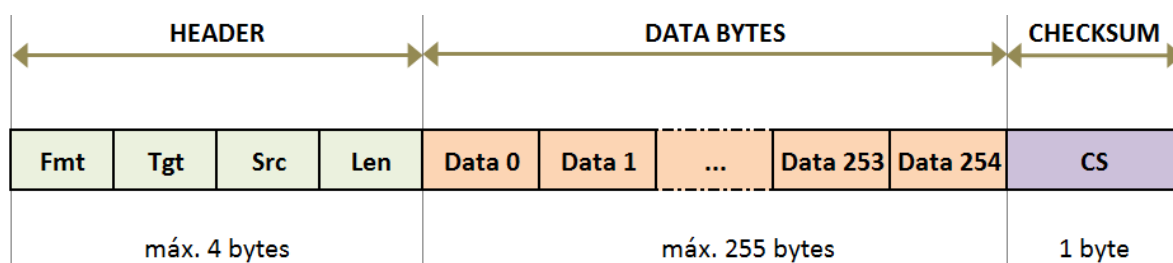 HEADER DATA BYTES CHECKSUM
Fmt Tgt Src Len Data 0 Data 1 ... Data 253 Data 254 CS
máx. 4 bytes máx. 255 bytes 1 byte